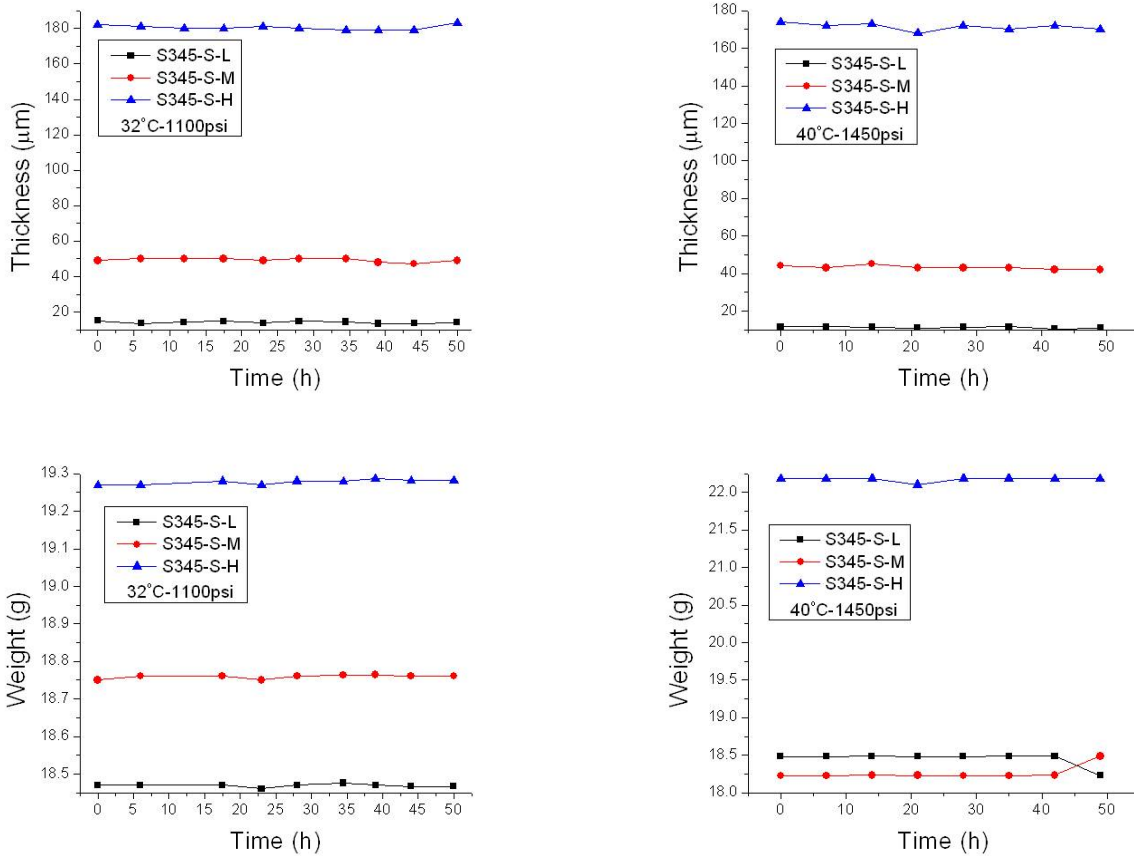 180
160
140
120
100
80
60
40
20
Thickness (μm)
S345-S-L
S345-S-M
S345-S-H
32°C-1100psi
0 5 10 15 20 25 30 35 40 45 50
Time (h)
180
170
160
140
120
100
80
60
40
20
Thickness (μm)
S345-S-L
S345-S-M
S345-S-H
40°C-1450psi
0 10 20 30 40 50
Time (h)
19.3
19.2
19.1
19.0
18.9
18.8
18.7
18.6
18.5
Weight (g)
S345-S-L
S345-S-M
S345-S-H
32°C-1100psi
0 5 10 15 20 25 30 35 40 45 50
Time (h)
22.0
21.5
21.0
20.5
20.0
19.5
19.0
18.5
18.0
Weight (g)
S345-S-L
S345-S-M
S345-S-H
40°C-1450psi
0 10 20 30 40 50
Time (h)